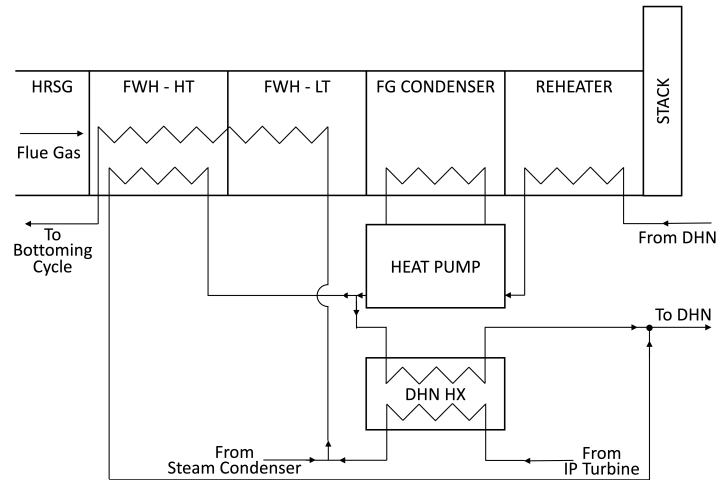 HRSG
FWH - HT
FWH - LT
FG CONDENSER
REHEATER
STACK
Flue Gas
To
Bottoming
Cycle
From DHN
HEAT PUMP
To DHN
DHN HX
From
Steam Condenser
From
IP Turbine